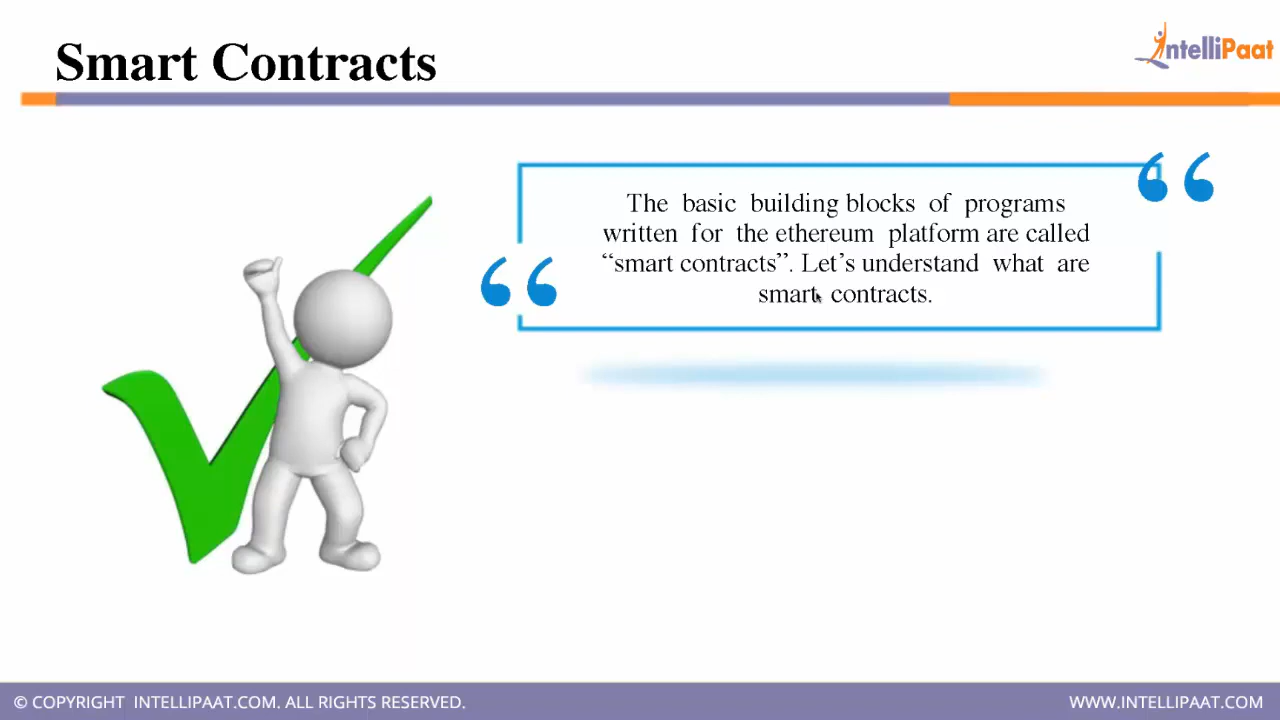 Smart Contracts
IntelliPaat
The basic building blocks of programs
written for the ethereum platform are called
“smart contracts”. Let’s understand what are
smart contracts.
© COPYRIGHT INTELLIPAAT.COM. ALL RIGHTS RESERVED.
WWW.INTELLIPAAT.COM